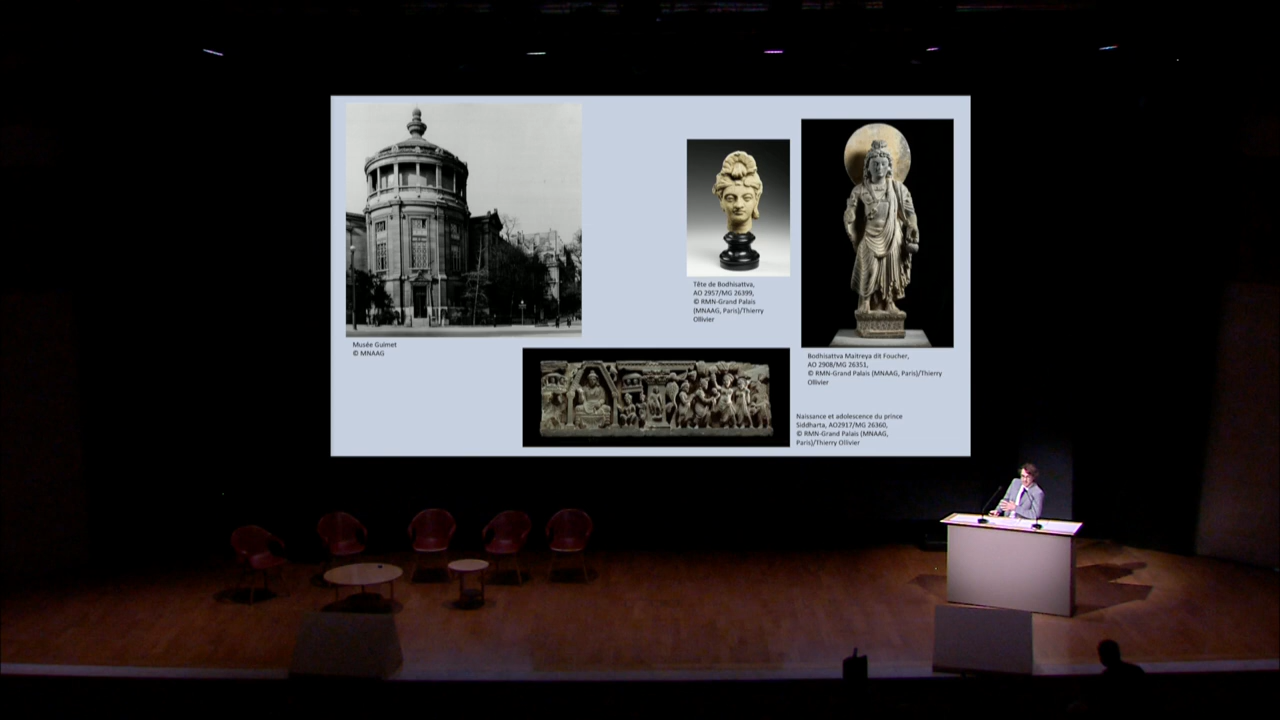 Musée Guimet
© MNAAG
Tête de Bodhisattva,
AO 2957/MG 26399,
© RMN-Grand Palais
(MNAAG, Paris)/Thierry
Ollivier
Bodhisattva Maitreya dit Foucher,
AO 2908/MG 26351,
© RMN-Grand Palais (MNAAG, Paris)/Thierry
Ollivier
Naissance et adolescence du prince
Siddharta, AO2917/MG 26360,
© RMN-Grand Palais (MNAAG,
Paris)/Thierry Ollivier